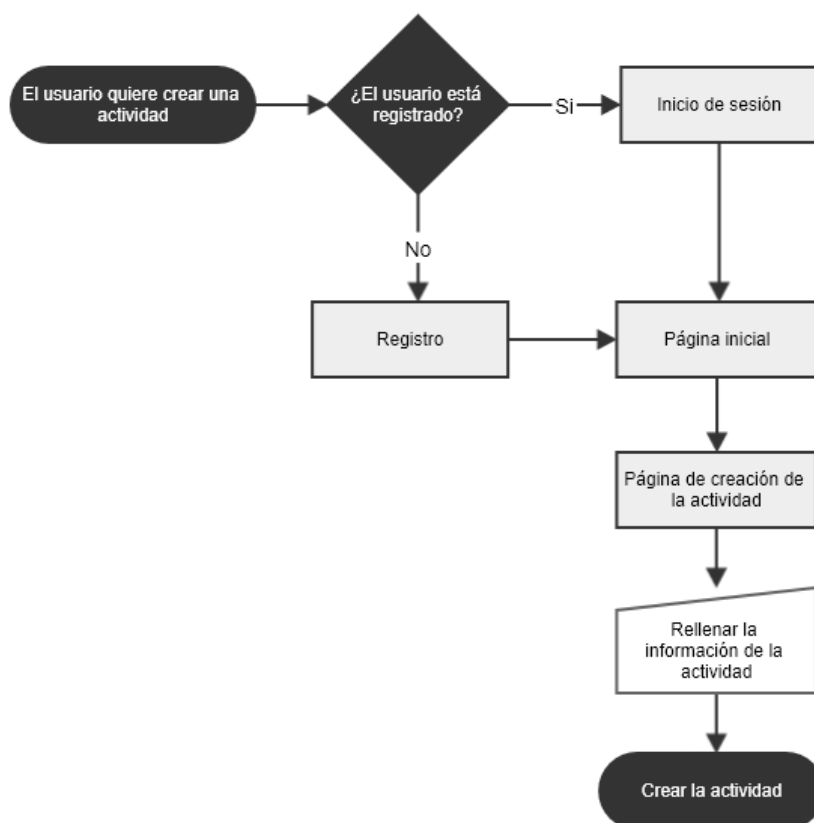 El usuario quiere crear una
actividad
¿El usuario está
registrado?
Si
Inicio de sesión
No
Registro
Página inicial
Página de creación de
la actividad
Rellenar la
información de la
actividad
Crear la actividad